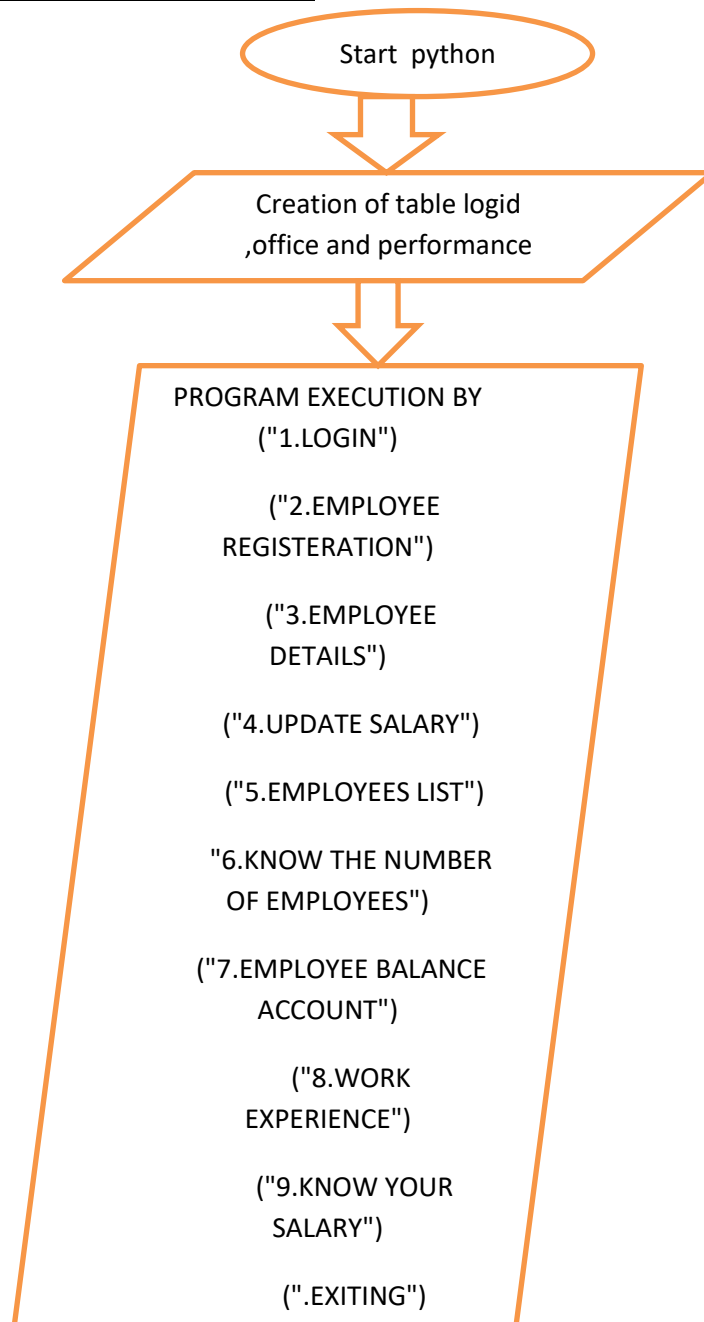 Start  python
Creation of table logid
,office and performance
PROGRAM EXECUTION BY
("1.LOGIN")
("2.EMPLOYEE
REGISTERATION")
("3.EMPLOYEE
DETAILS")
("4.UPDATE SALARY")
("5.EMPLOYEES LIST")
"6.KNOW THE NUMBER
OF EMPLOYEES")
("7.EMPLOYEE BALANCE
ACCOUNT")
("8.WORK
EXPERIENCE")
("9.KNOW YOUR
SALARY")
(".EXITING")